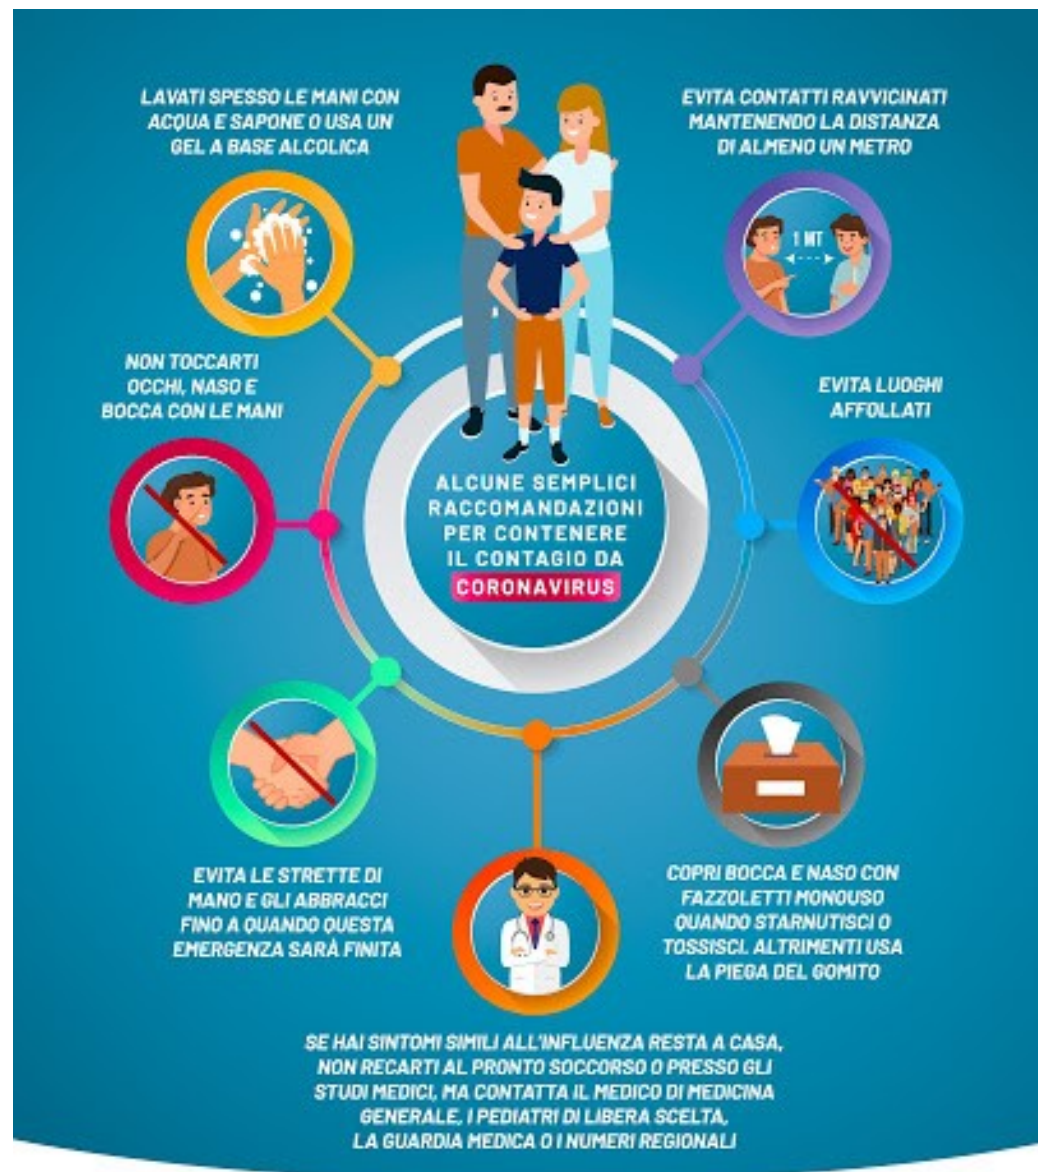 LAVATI SPESSO LE MANI CON
ACQUA E SAPONE O USA UN
GEL A BASE ALCOLICA
EVITA CONTATTI RAVVICINATI
MANTENENDO LA DISTANZA
DI ALMENO UN METRO
1 MT
NON TOCCARTI
OCCHI, NASO E
BOCCA CON LE MANI
EVITA LUOGHI
AFFOLLATI
ALCUNE SEMPLICI
RACCOMANDAZIONI
PER CONTENERE
IL CONTAGIO DA
CORONAVIRUS
EVITA LE STRETTE DI
MANO E GLI ABBRACCI
FINO A QUANDO QUESTA
EMERGENZA SARÀ FINITA
COPRI BOCCA E NASO CON
FAZZOLETTI MONOUSO
QUANDO STARNUTISCI O
TOSSISCI. ALTRIMENTI USA
LA PIEGA DEL GOMITO
SE HAI SINTOMI SIMILI ALL'INFLUENZA RESTA A CASA,
NON RECARTI AL PRONTO SOCCORSO O PRESSO GLI
STUDI MEDICI, MA CONTATTA IL MEDICO DI MEDICINA
GENERALE, I PEDIATRI DI LIBERA SCELTA,
LA GUARDIA MEDICA O I NUMERI REGIONALI